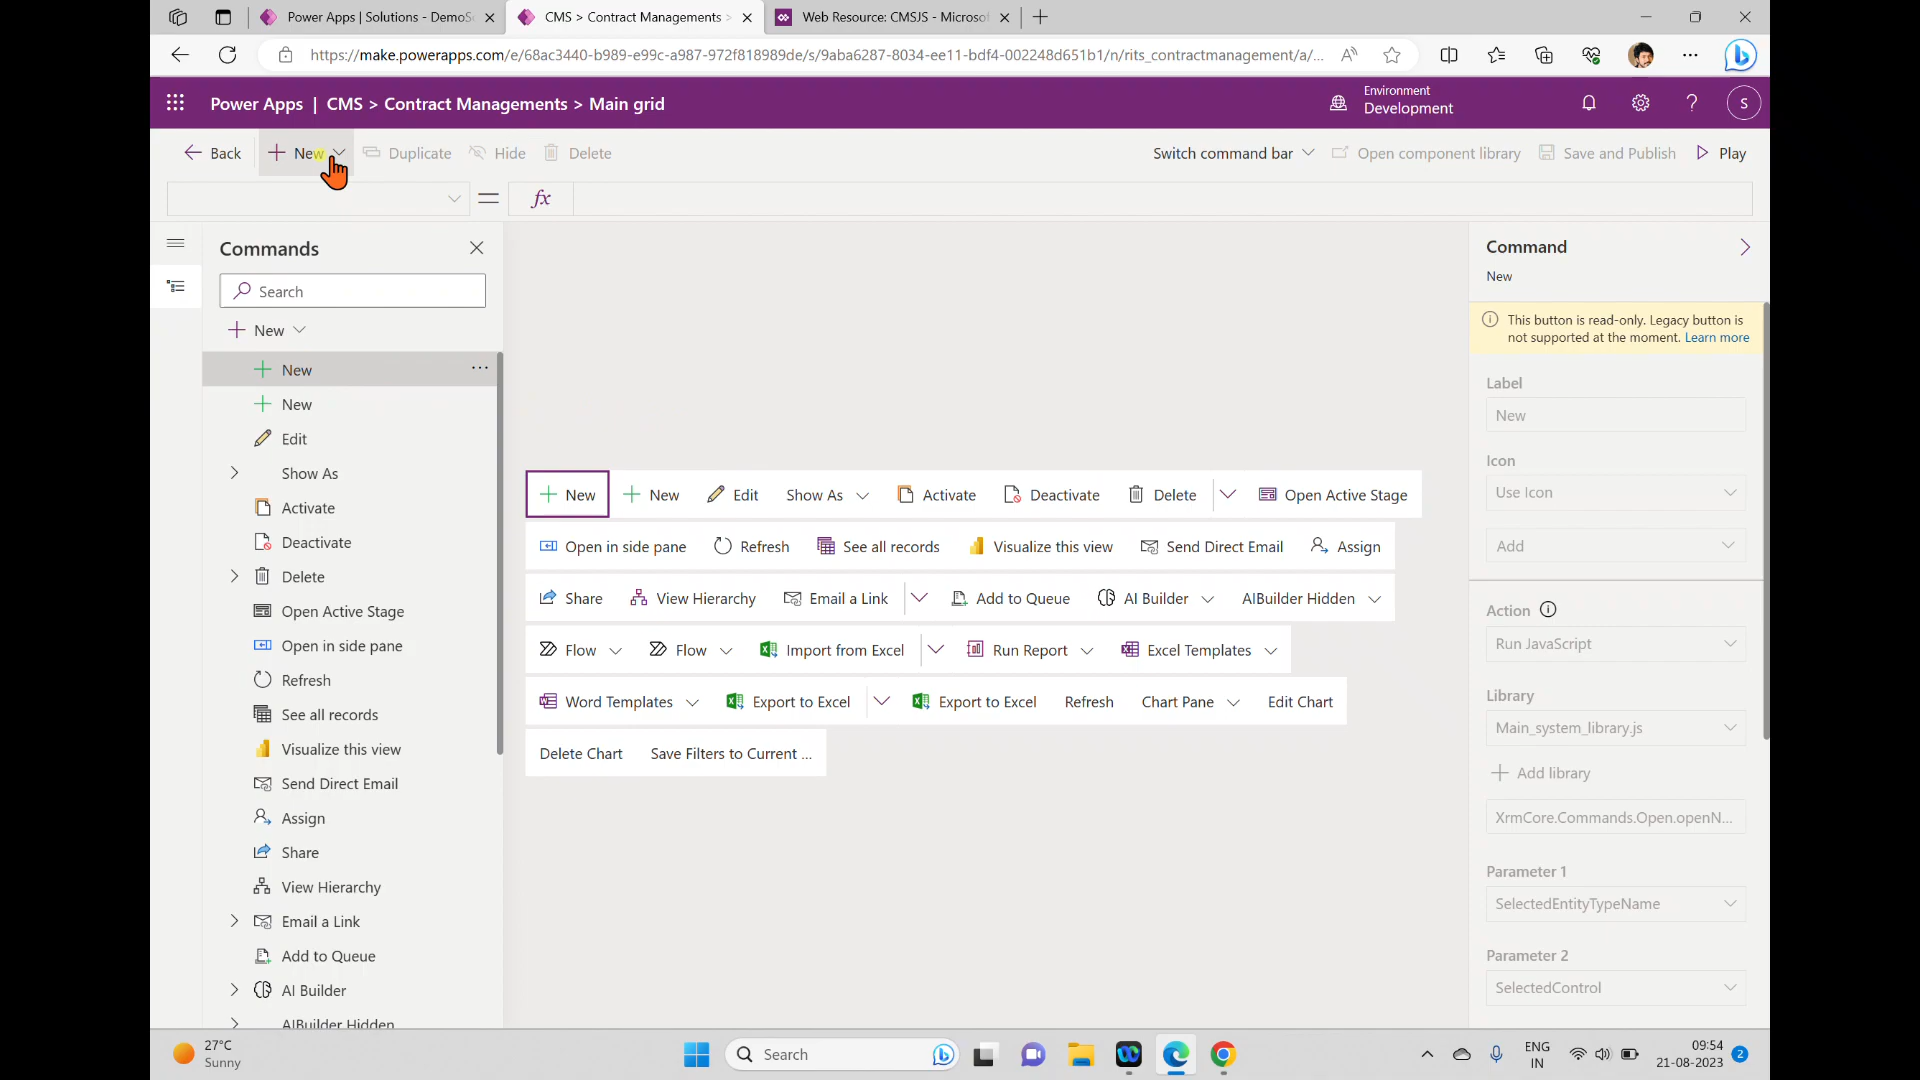 Power Apps | Solutions - DemoSo
CMS > Contract Managements >
Web Resource: CMSJS - Microsof
https://make.powerapps.com/e/68ac3440-b989-e99c-a987-972f818989de/s/9aba6287-8034-ee11-bdf4-002248d651b1/n/rits_contractmanagement/a/...
Power Apps | CMS > Contract Managements > Main grid
Environment
Development
S
Back
New
Duplicate
Hide
Delete
Switch command bar
Open component library
Save and Publish
Play
fx
Commands
Search
New
New
New
Edit
Show As
Activate
Deactivate
Delete
Open Active Stage
Open in side pane
Refresh
See all records
Visualize this view
Send Direct Email
Assign
Share
View Hierarchy
Email a Link
Add to Queue
AI Builder
AIBuilder Hidden
New New Edit Show As Activate Deactivate Delete Open Active Stage
Open in side pane Refresh See all records Visualize this view Send Direct Email Assign
Share View Hierarchy Email a Link Add to Queue AI Builder AIBuilder Hidden
Flow Flow Import from Excel Run Report Excel Templates
Word Templates Export to Excel Export to Excel Refresh Chart Pane Edit Chart
Delete Chart Save Filters to Current ...
Command
New
This button is read-only. Legacy button is
not supported at the moment. Learn more
Label
New
Icon
Use Icon
Add
Action
Run JavaScript
Library
Main_system_library.js
Add library
XrmCore.Commands.Open.openN...
Parameter 1
SelectedEntityTypeName
Parameter 2
SelectedControl
27°C
Sunny
Search
ENG
IN
09:54
21-08-2023
2